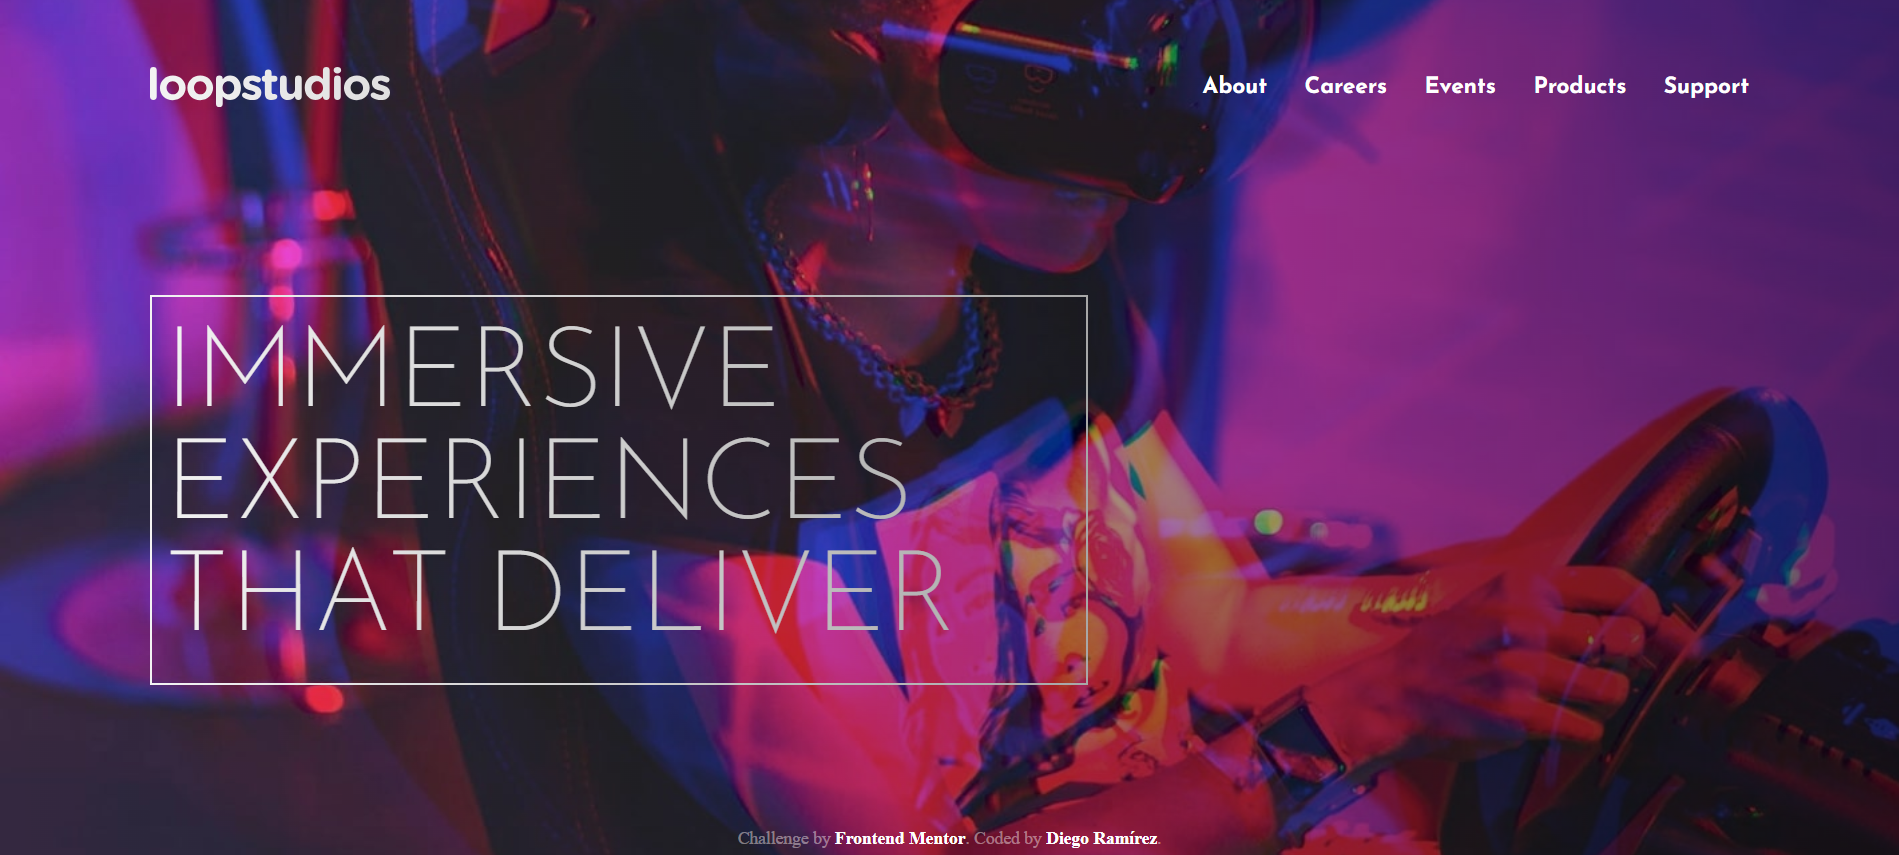 loopstudios
About Careers Events Products Support
IMMERSIVE
EXPERIENCES
THAT DELIVER
Challenge by Frontend Mentor. Coded by Diego Ramírez.